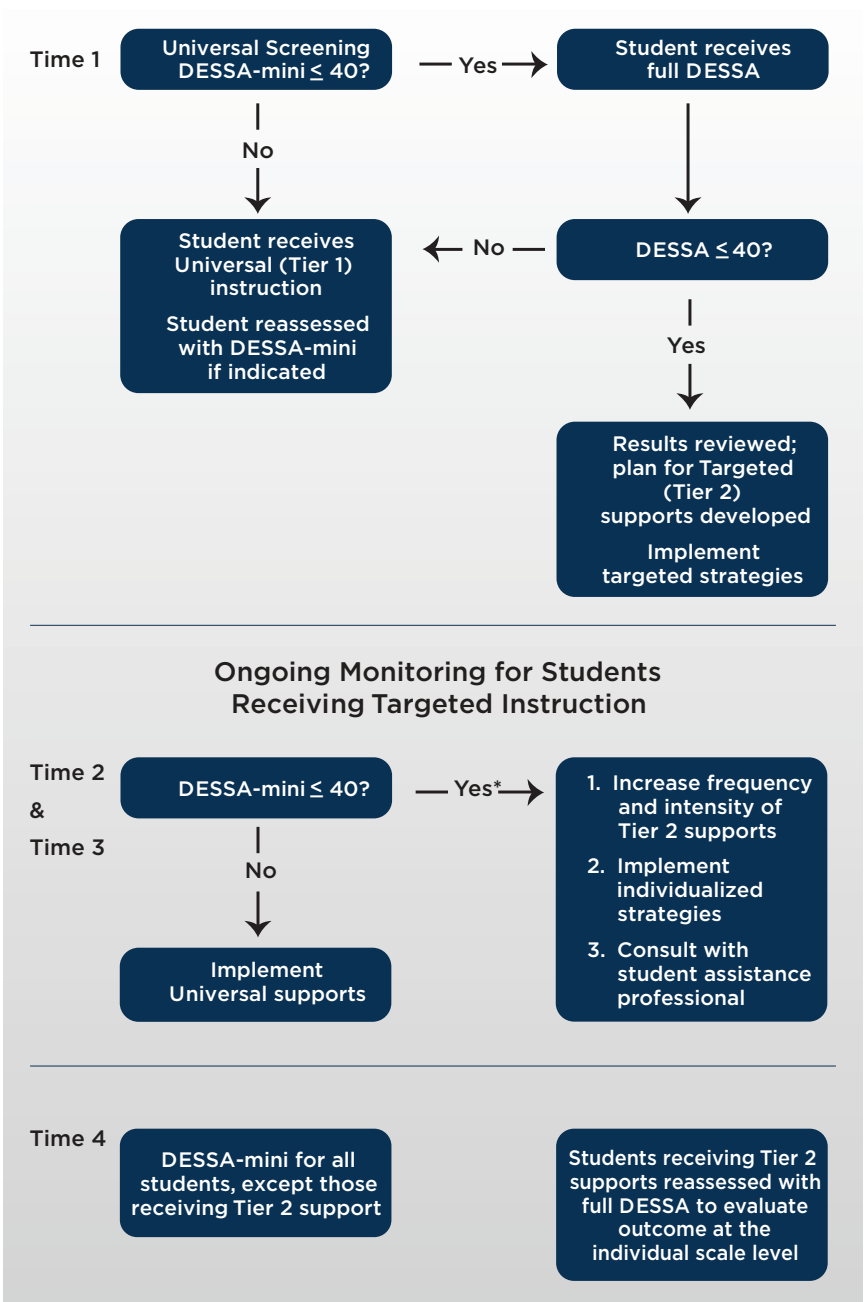 Time 1
Universal Screening
DESSA-mini ≤ 40?
Yes
Student receives
full DESSA
No
Student receives
Universal (Tier 1)
instruction
Student reassessed
with DESSA-mini
if indicated
No
DESSA ≤ 40?
Yes
Results reviewed;
plan for Targeted
(Tier 2)
supports developed
Implement
targeted strategies
Ongoing Monitoring for Students
Receiving Targeted Instruction
Time 2
&
Time 3
DESSA-mini ≤ 40?
Yes*
1. Increase frequency
and intensity of
Tier 2 supports
2. Implement
individualized
strategies
3. Consult with
student assistance
professional
No
Implement
Universal supports
Time 4
DESSA-mini for all
students, except those
receiving Tier 2 support
Students receiving Tier 2
supports reassessed with
full DESSA to evaluate
outcome at the
individual scale level